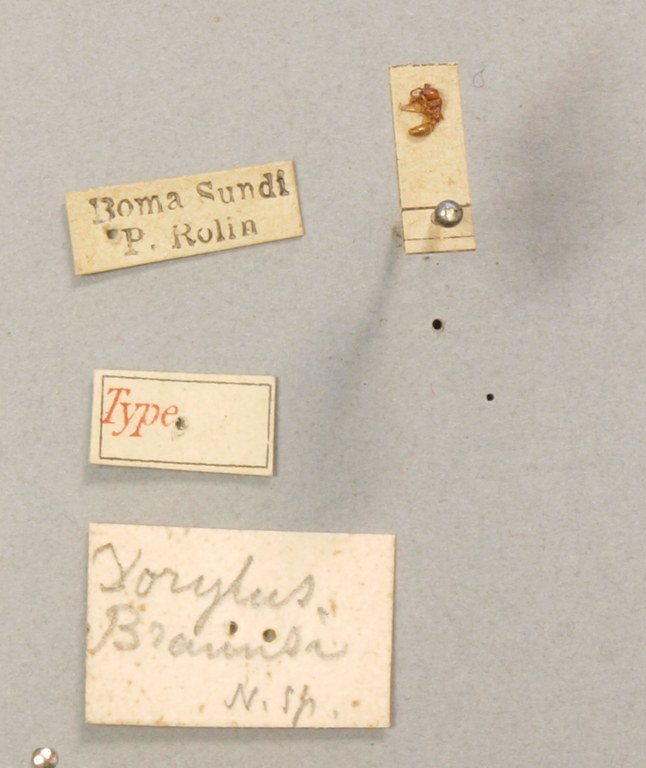 Boma Sundi
P. Rolin
Type
Dorylus.
Braunsi
N. sp.